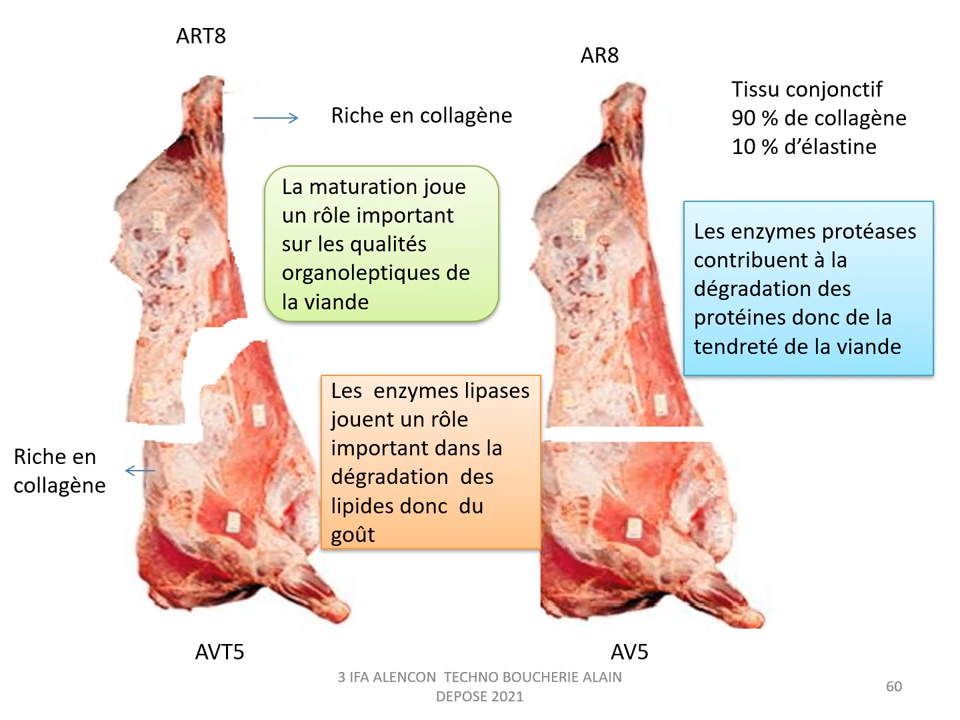 ART8
AR8
Riche en collagène
Tissu conjonctif
90 % de collagène
10 % d’élastine
La maturation joue
un rôle important
sur les qualités
organoleptiques de
la viande
Les enzymes protéases
contribuent à la
dégradation des
protéines donc de la
tendreté de la viande
Les  enzymes lipases
jouent un rôle
important dans la
dégradation  des
lipides donc  du
goût
Riche en
collagène
AVT5
AV5
3 IFA ALENCON  TECHNO BOUCHERIE ALAIN
DEPOSE 2021
60